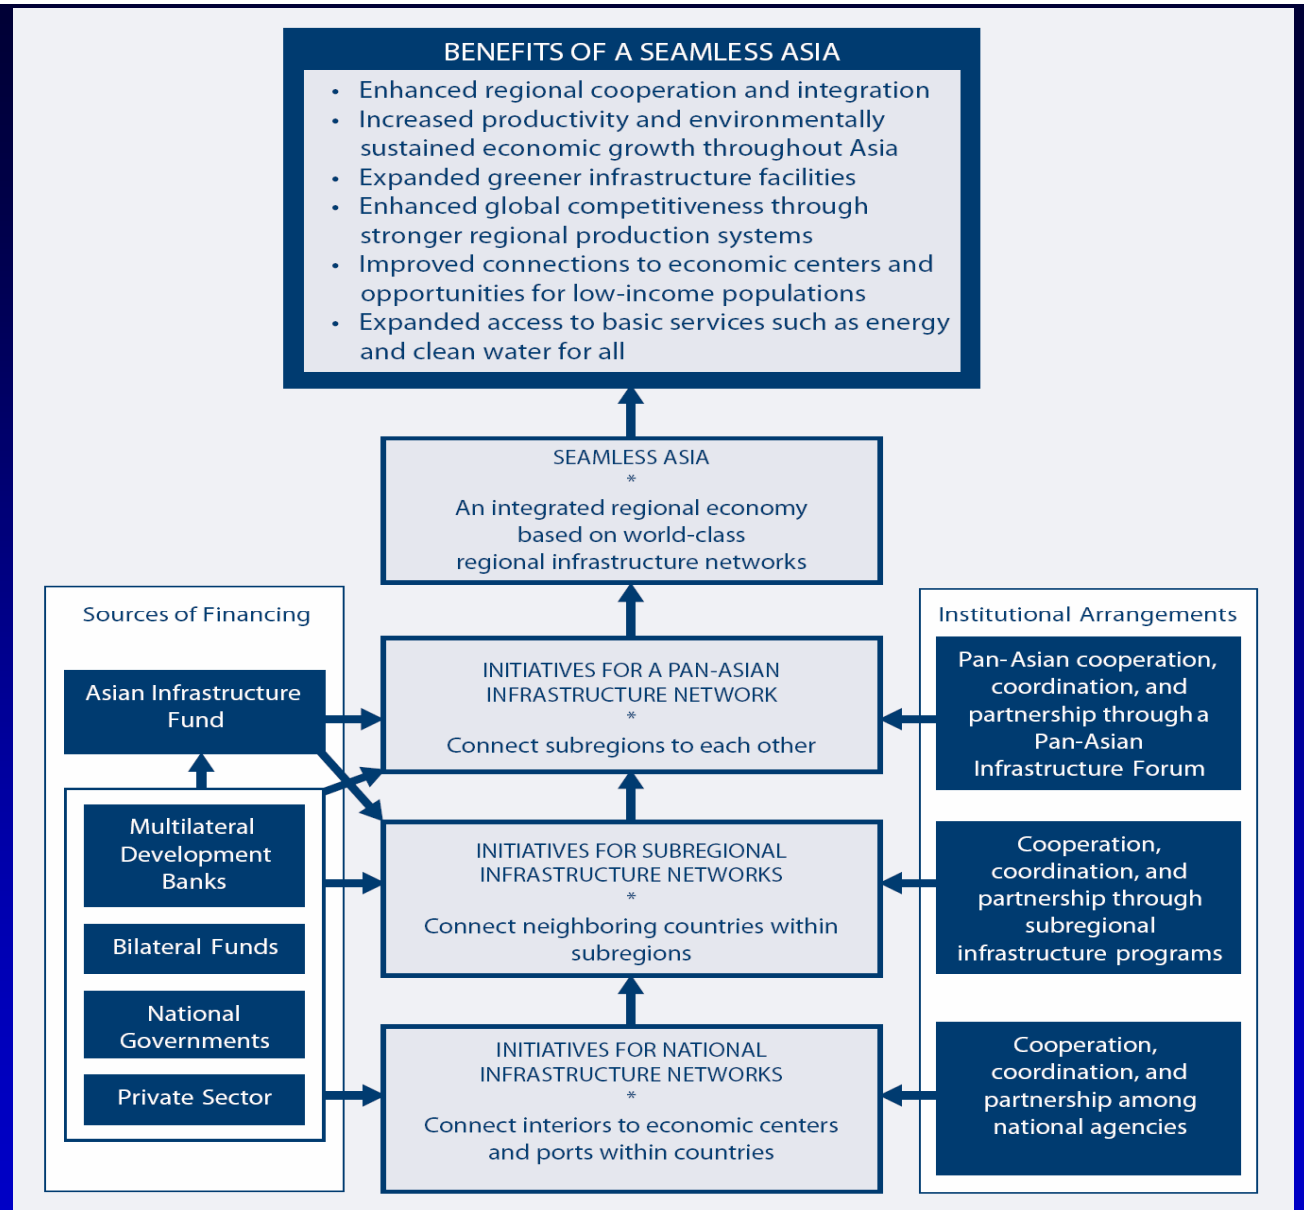 BENEFITS OF A SEAMLESS ASIA
• Enhanced regional cooperation and integration
• Increased productivity and environmentally
sustained economic growth throughout Asia
• Expanded greener infrastructure facilities
• Enhanced global competitiveness through
stronger regional production systems
• Improved connections to economic centers and
opportunities for low-income populations
• Expanded access to basic services such as energy
and clean water for all
SEAMLESS ASIA
*
An integrated regional economy
based on world-class
regional infrastructure networks
Sources of Financing
Asian Infrastructure
Fund
Multilateral
Development
Banks
Bilateral Funds
National
Governments
Private Sector
INITIATIVES FOR A PAN-ASIAN
INFRASTRUCTURE NETWORK
*
Connect subregions to each other
INITIATIVES FOR SUBREGIONAL
INFRASTRUCTURE NETWORKS
*
Connect neighboring countries within
subregions
INITIATIVES FOR NATIONAL
INFRASTRUCTURE NETWORKS
*
Connect interiors to economic centers
and ports within countries
Institutional Arrangements
Pan-Asian cooperation,
coordination, and
partnership through a
Pan-Asian
Infrastructure Forum
Cooperation,
coordination, and
partnership through
subregional
infrastructure programs
Cooperation,
coordination, and
partnership among
national agencies